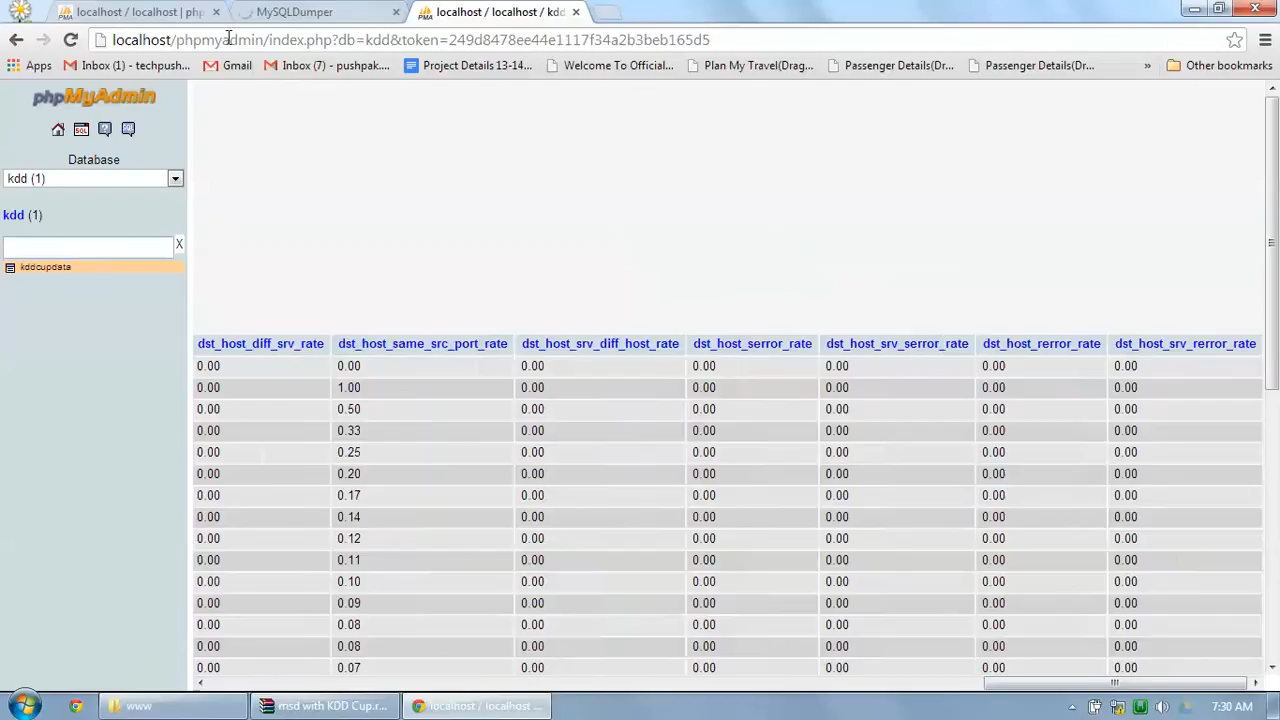 localhost / localhost | php
MySQLDumper
localhost / localhost / kdd
localhost/phpmyadmin/index.php?db=kdd&token=249d8478ee44e1117f34a2b3beb165d5
Apps
Inbox (1) - techpush...
Gmail
Inbox (7) - pushpak....
Project Details 13-14...
Welcome To Official...
Plan My Travel(Drag...
Passenger Details(Dr...
Passenger Details(Dr...
»
Other bookmarks
phpMyAdmin
SQL
Database
kdd (1)
kdd (1)
X
kddcupdata
dst_host_diff_srv_rate dst_host_same_src_port_rate dst_host_srv_diff_host_rate dst_host_serror_rate dst_host_srv_serror_rate dst_host_rerror_rate dst_host_srv_rerror_rate
0.00 0.00 0.00 0.00 0.00 0.00 0.00
0.00 1.00 0.00 0.00 0.00 0.00 0.00
0.00 0.50 0.00 0.00 0.00 0.00 0.00
0.00 0.33 0.00 0.00 0.00 0.00 0.00
0.00 0.25 0.00 0.00 0.00 0.00 0.00
0.00 0.20 0.00 0.00 0.00 0.00 0.00
0.00 0.17 0.00 0.00 0.00 0.00 0.00
0.00 0.14 0.00 0.00 0.00 0.00 0.00
0.00 0.12 0.00 0.00 0.00 0.00 0.00
0.00 0.11 0.00 0.00 0.00 0.00 0.00
0.00 0.10 0.00 0.00 0.00 0.00 0.00
0.00 0.09 0.00 0.00 0.00 0.00 0.00
0.00 0.08 0.00 0.00 0.00 0.00 0.00
0.00 0.08 0.00 0.00 0.00 0.00 0.00
0.00 0.07 0.00 0.00 0.00 0.00 0.00
www
msd with KDD Cup.r...
localhost / localhost ...
7:30 AM